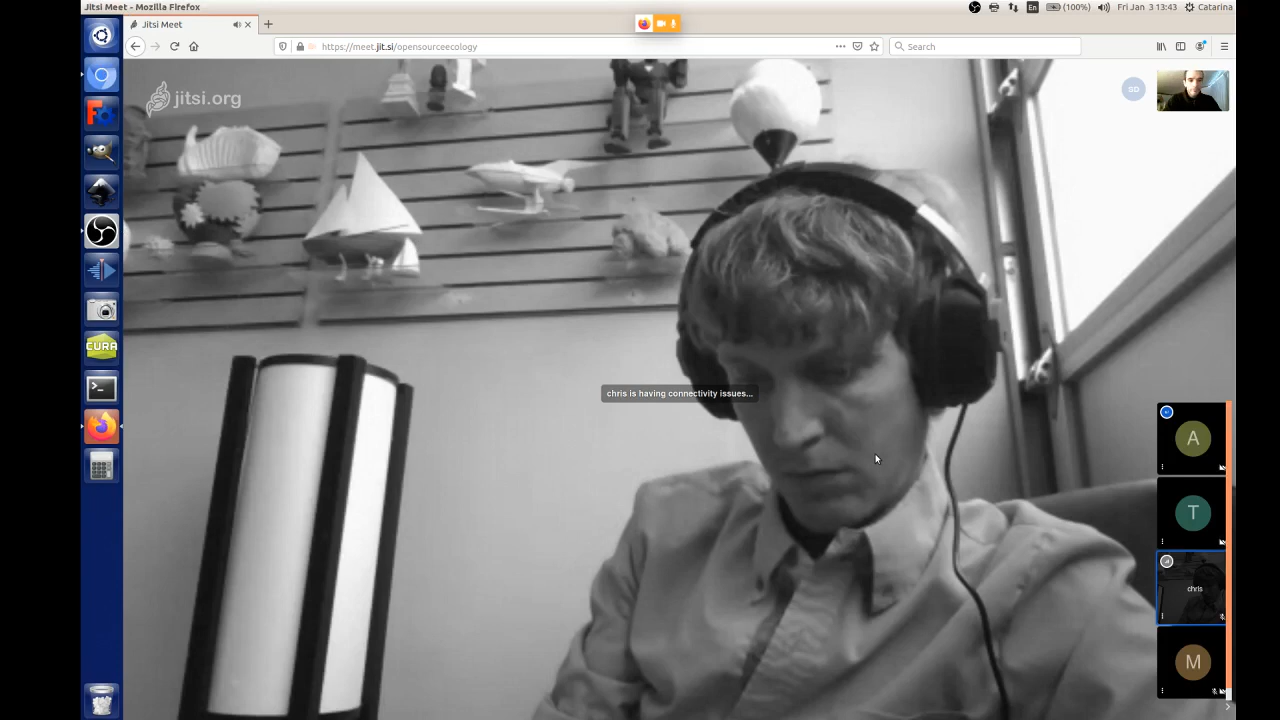 Jitsi Meet - Mozilla Firefox
En
(100%)
Fri Jan 3 13:43
Catarina
Jitsi Meet
https://meet.jit.si/opensourceecology
Search
jitsi.org
SD
chris is having connectivity issues...
CURA
A
T
chris
M